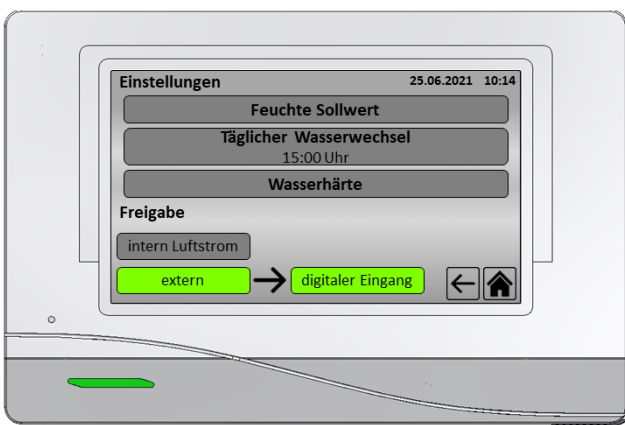 Einstellungen 25.06.2021 10:14
Feuchte Sollwert
Täglicher Wasserwechsel
15:00 Uhr
Wasserhärte
Freigabe
intern Luftstrom
extern digitaler Eingang